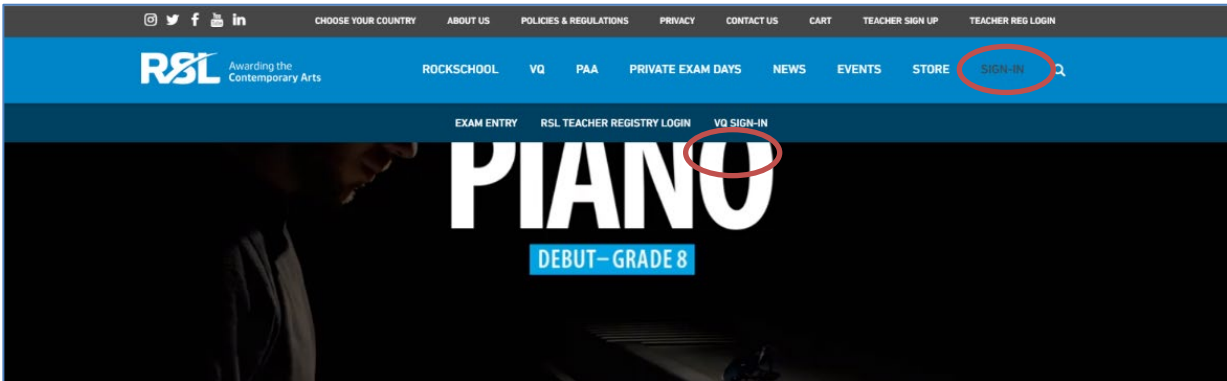 CHOOSE YOUR COUNTRY ABOUT US POLICIES & REGULATIONS PRIVACY CONTACT US CART TEACHER SIGN UP TEACHER REG LOGIN
RSL Awarding the
Contemporary Arts
ROCKSCHOOL VQ PAA PRIVATE EXAM DAYS NEWS EVENTS STORE SIGN-IN
EXAM ENTRY RSL TEACHER REGISTRY LOGIN VQ SIGN-IN
PIANO
DEBUT–GRADE 8